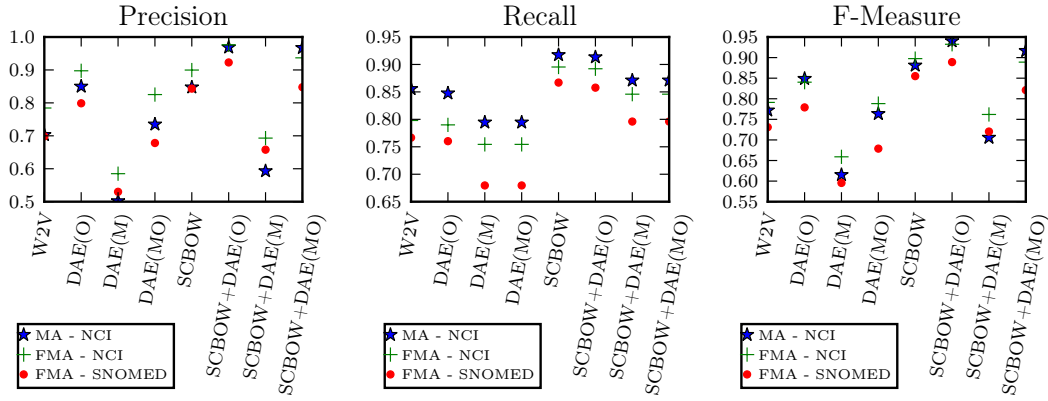 Precision
1.0
0.9
0.8
0.7
0.6
0.5
W2V
DAE(O)
DAE(M)
DAE(MO)
SCBOW
SCBOW+DAE(O)
SCBOW+DAE(M)
SCBOW+DAE(MO)
MA - NCI
FMA - NCI
FMA - SNOMED
Recall
0.95
0.90
0.85
0.80
0.75
0.70
0.65
W2V
DAE(O)
DAE(M)
DAE(MO)
SCBOW
SCBOW+DAE(O)
SCBOW+DAE(M)
SCBOW+DAE(MO)
MA - NCI
FMA - NCI
FMA - SNOMED
F-Measure
0.95
0.90
0.85
0.80
0.75
0.70
0.65
0.60
0.55
W2V
DAE(O)
DAE(M)
DAE(MO)
SCBOW
SCBOW+DAE(O)
SCBOW+DAE(M)
SCBOW+DAE(MO)
MA - NCI
FMA - NCI
FMA - SNOMED